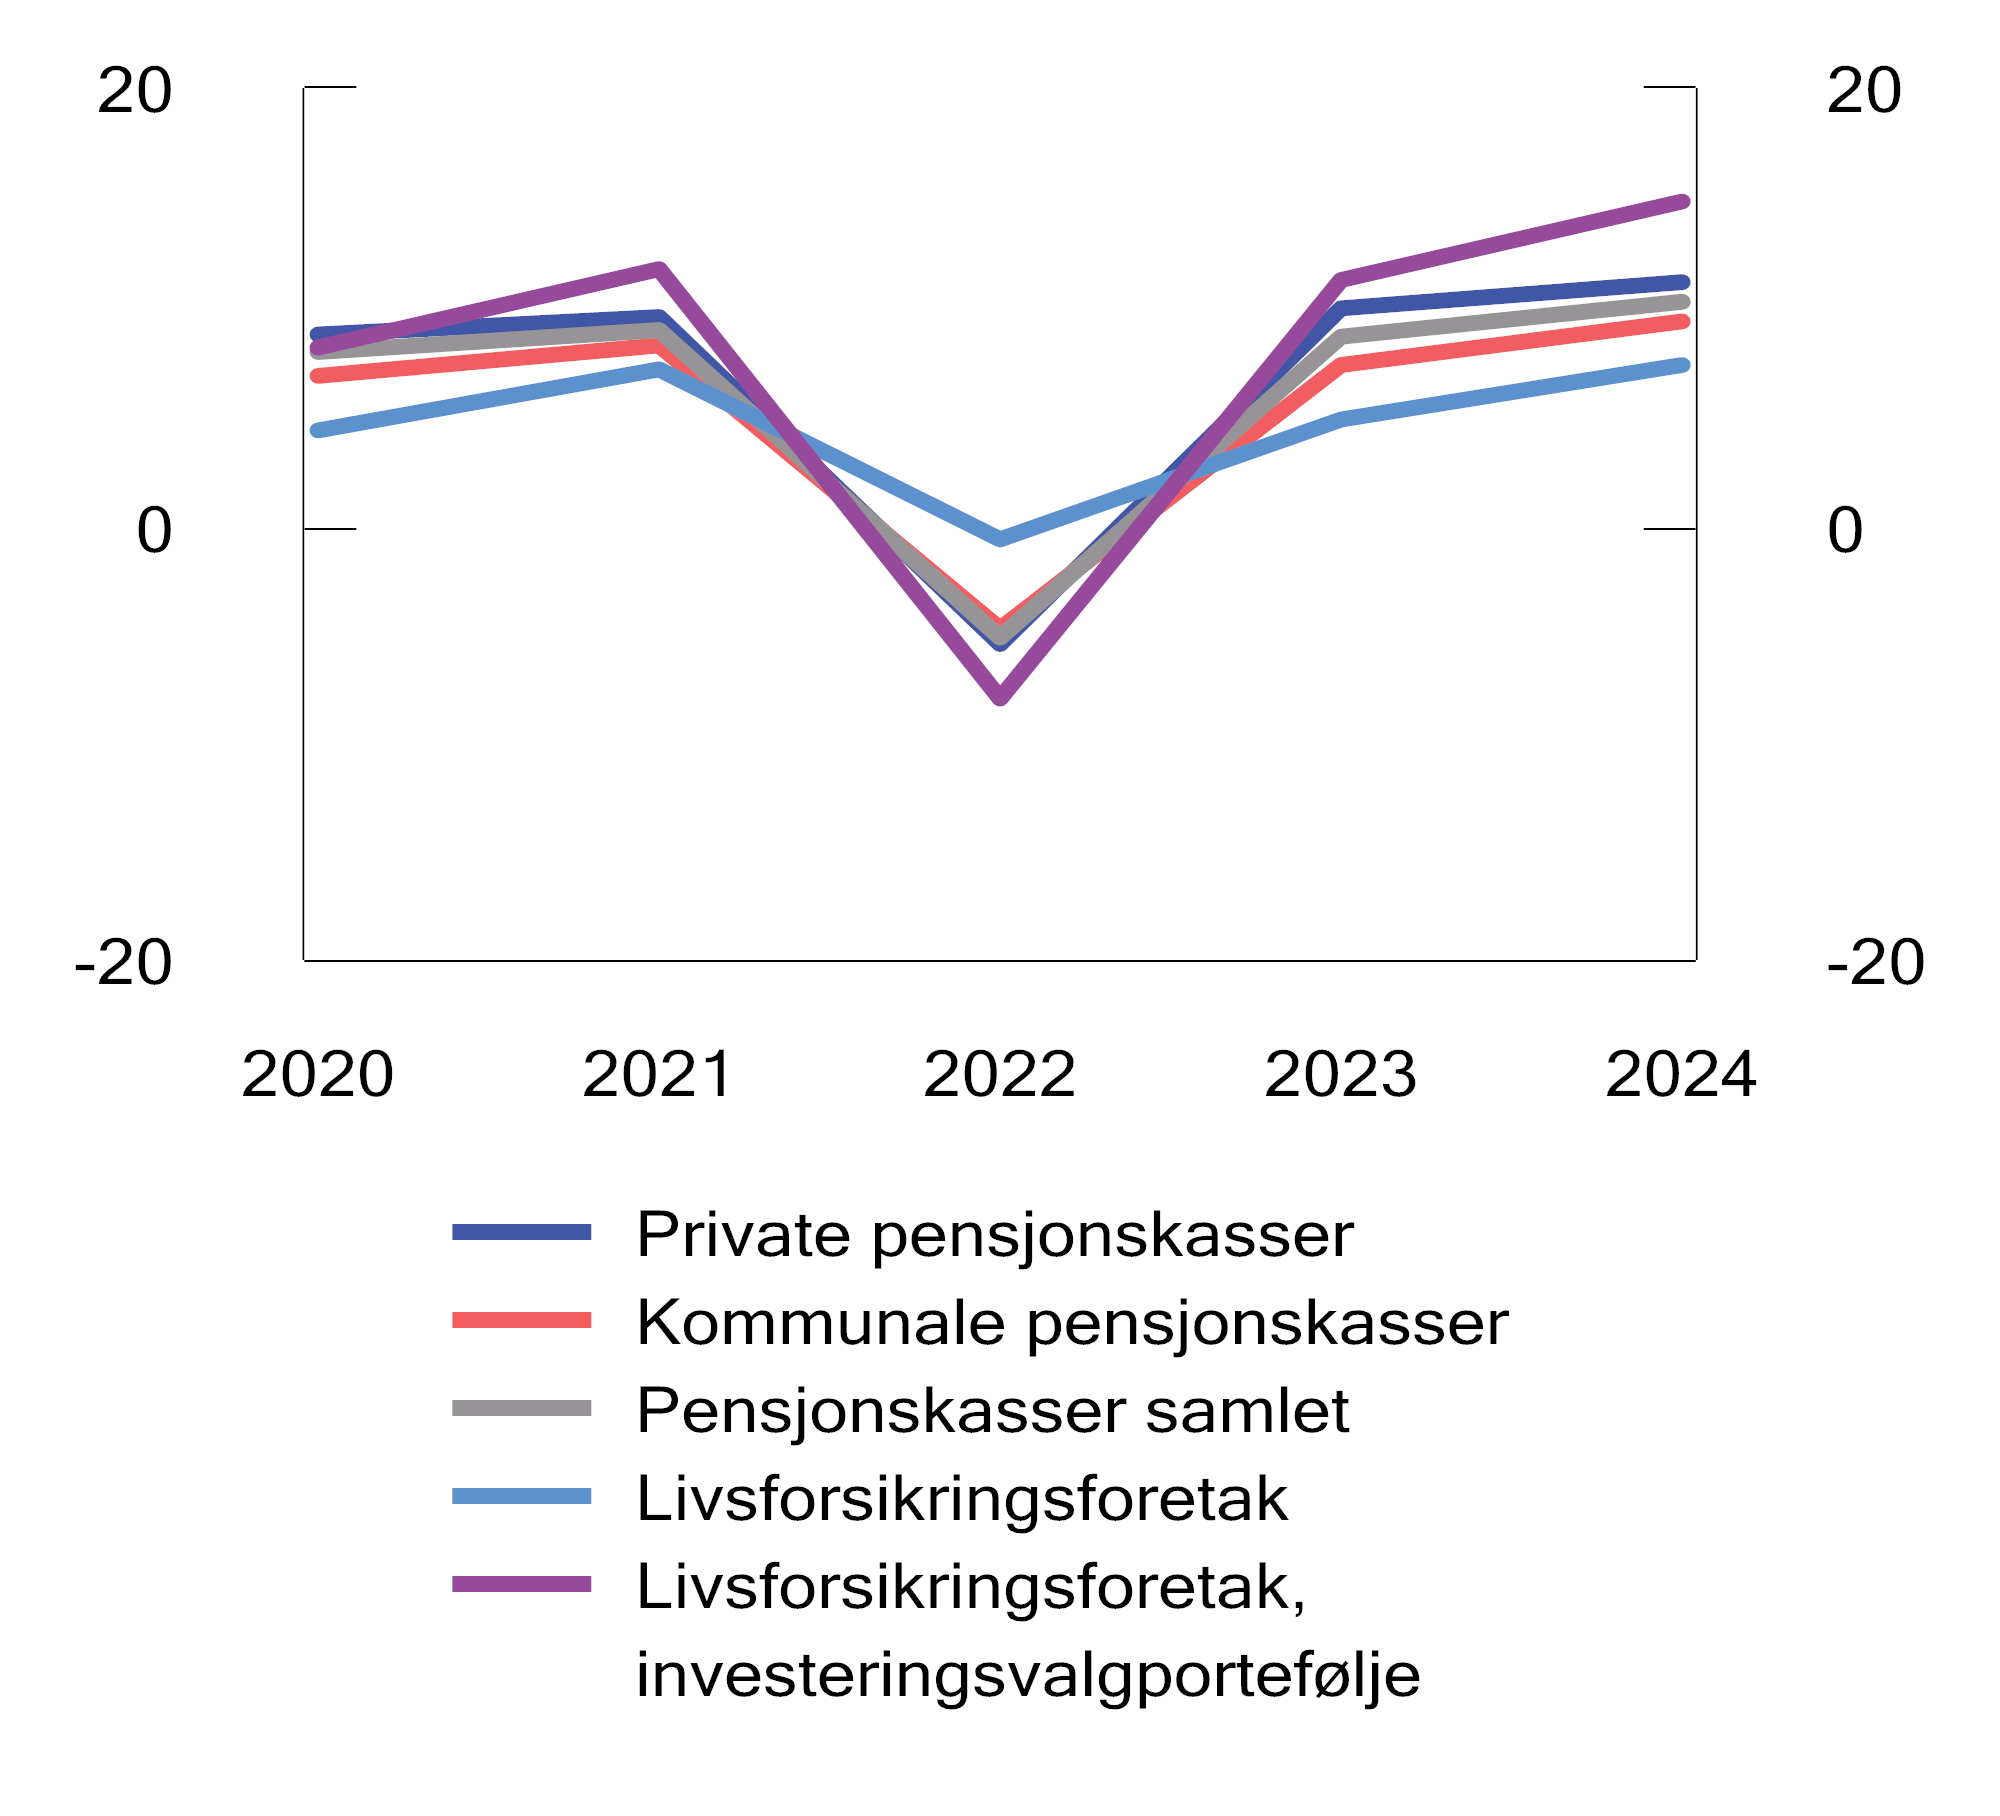 20 20
0 0
-20 -20
2020 2021 2022 2023 2024
Private pensjonskasser
Kommunale pensjonskasser
Pensjonskasser samlet
Livsforsikringsforetak
Livsforsikringsforetak,
investeringsvalgportefølje